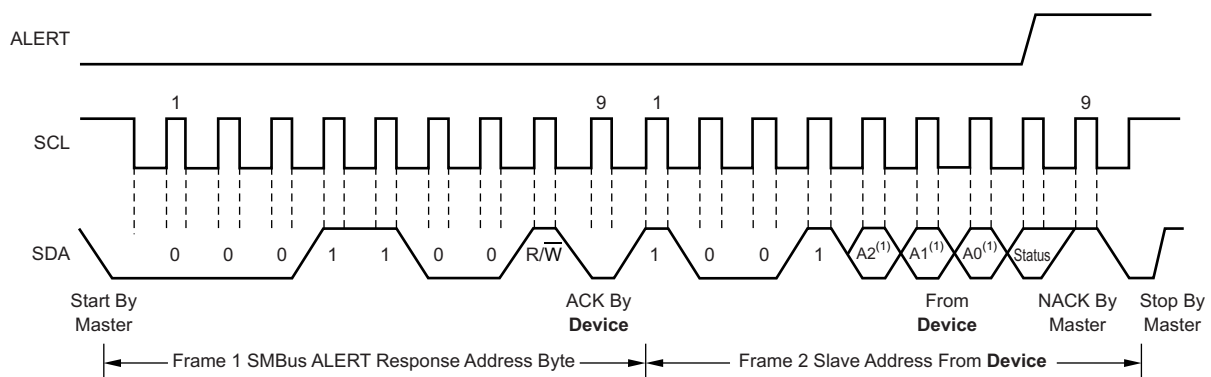 ALERT
1 9 1 9
SCL
SDA 0 0 0 1 1 0 0 R/W 1 0 0 1 A2(1) A1(1) A0(1) Status
Start By Master
ACK By Device
From Device
NACK By Master
Stop By Master
Frame 1 SMBus ALERT Response Address Byte
Frame 2 Slave Address From Device